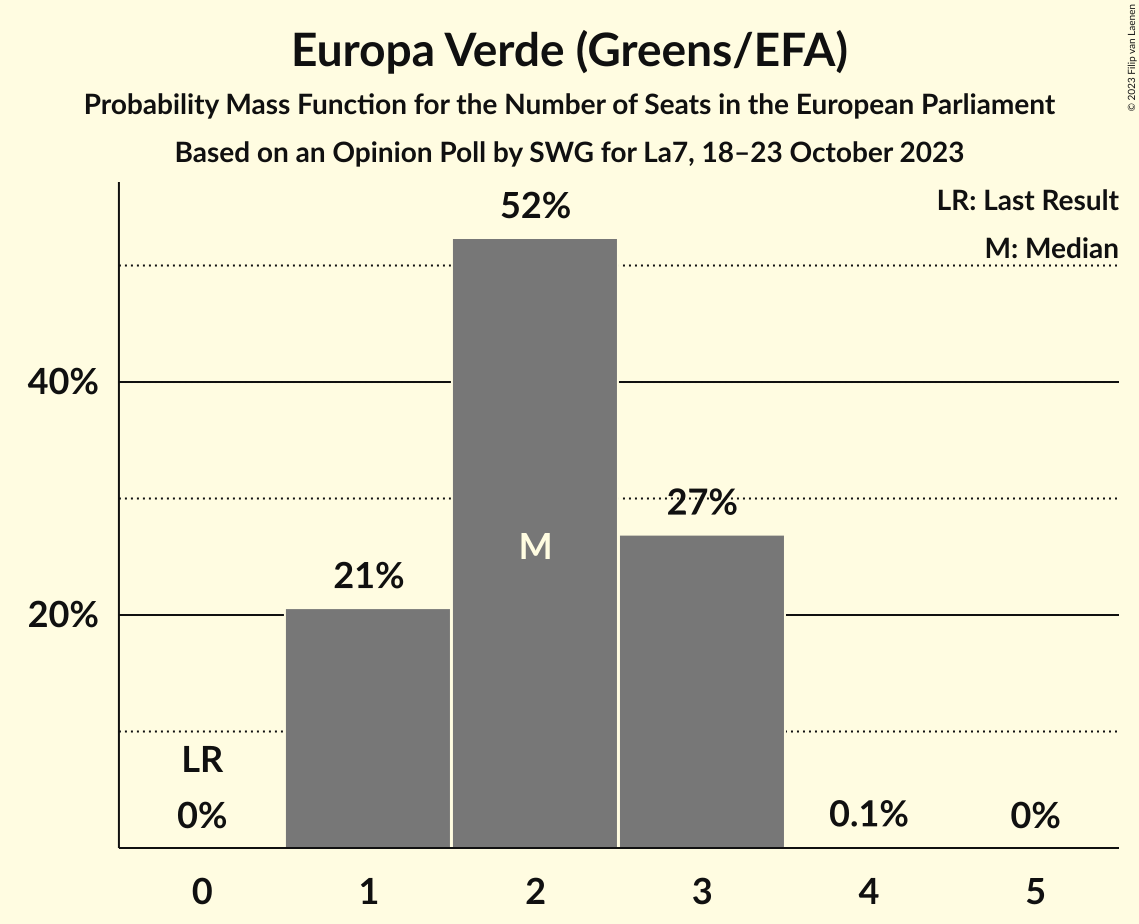 Europa Verde (Greens/EFA)
Probability Mass Function for the Number of Seats in the European Parliament
Based on an Opinion Poll by SWG for La7, 18–23 October 2023
© 2023 Filip van Laenen
LR: Last Result
M: Median
52%
40%
27%
M
21%
20%
LR
0%
0.1%
0%
0 1 2 3 4 5